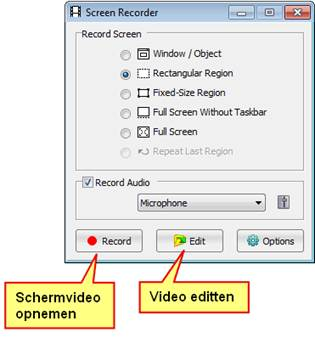 Screen Recorder
Record Screen
Window / Object
Rectangular Region
Fixed-Size Region
Full Screen Without Taskbar
Full Screen
Repeat Last Region
Record Audio
Microphone
Record
Edit
Options
Schermvideo
opnemen
Video editten